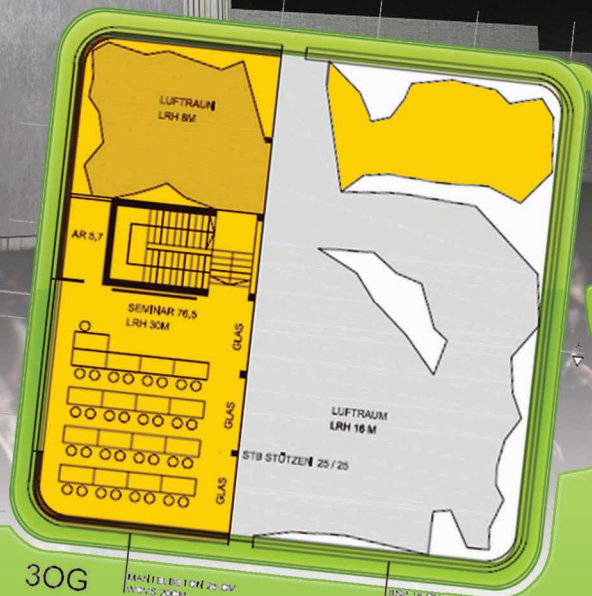 LUFTRAUM
LRH 8M
AR 5,7
SEMINAR 76,5
LRH 30M
GLAS
GLAS
GLAS
LUFTRAUM
LRH 16 M
STB STÜTZEN 25 / 25
3OG
MANTELBETON 25 CM